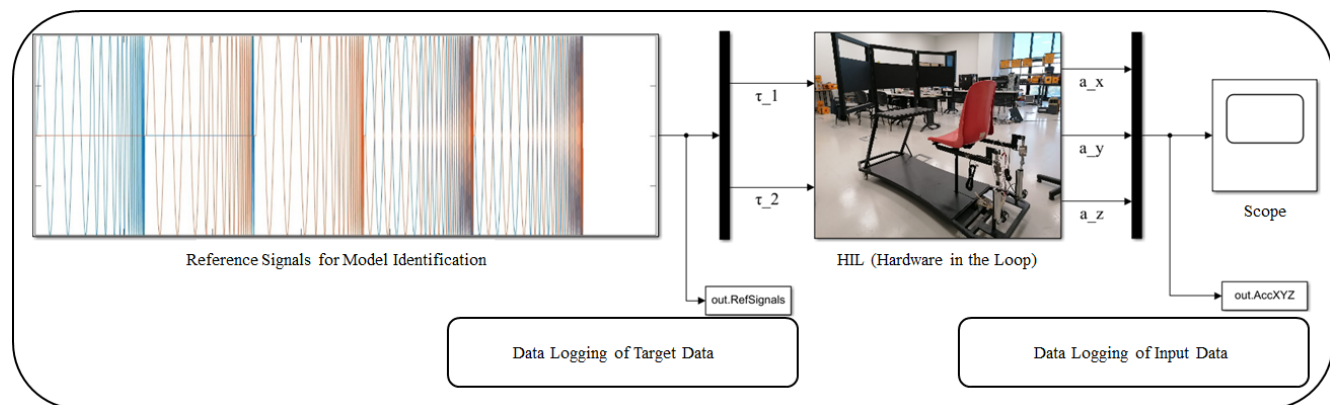 τ_1
τ_2
a_x
a_y
a_z
Scope
Reference Signals for Model Identification
HIL (Hardware in the Loop)
out.RefSignals
out.AccXYZ
Data Logging of Target Data
Data Logging of Input Data